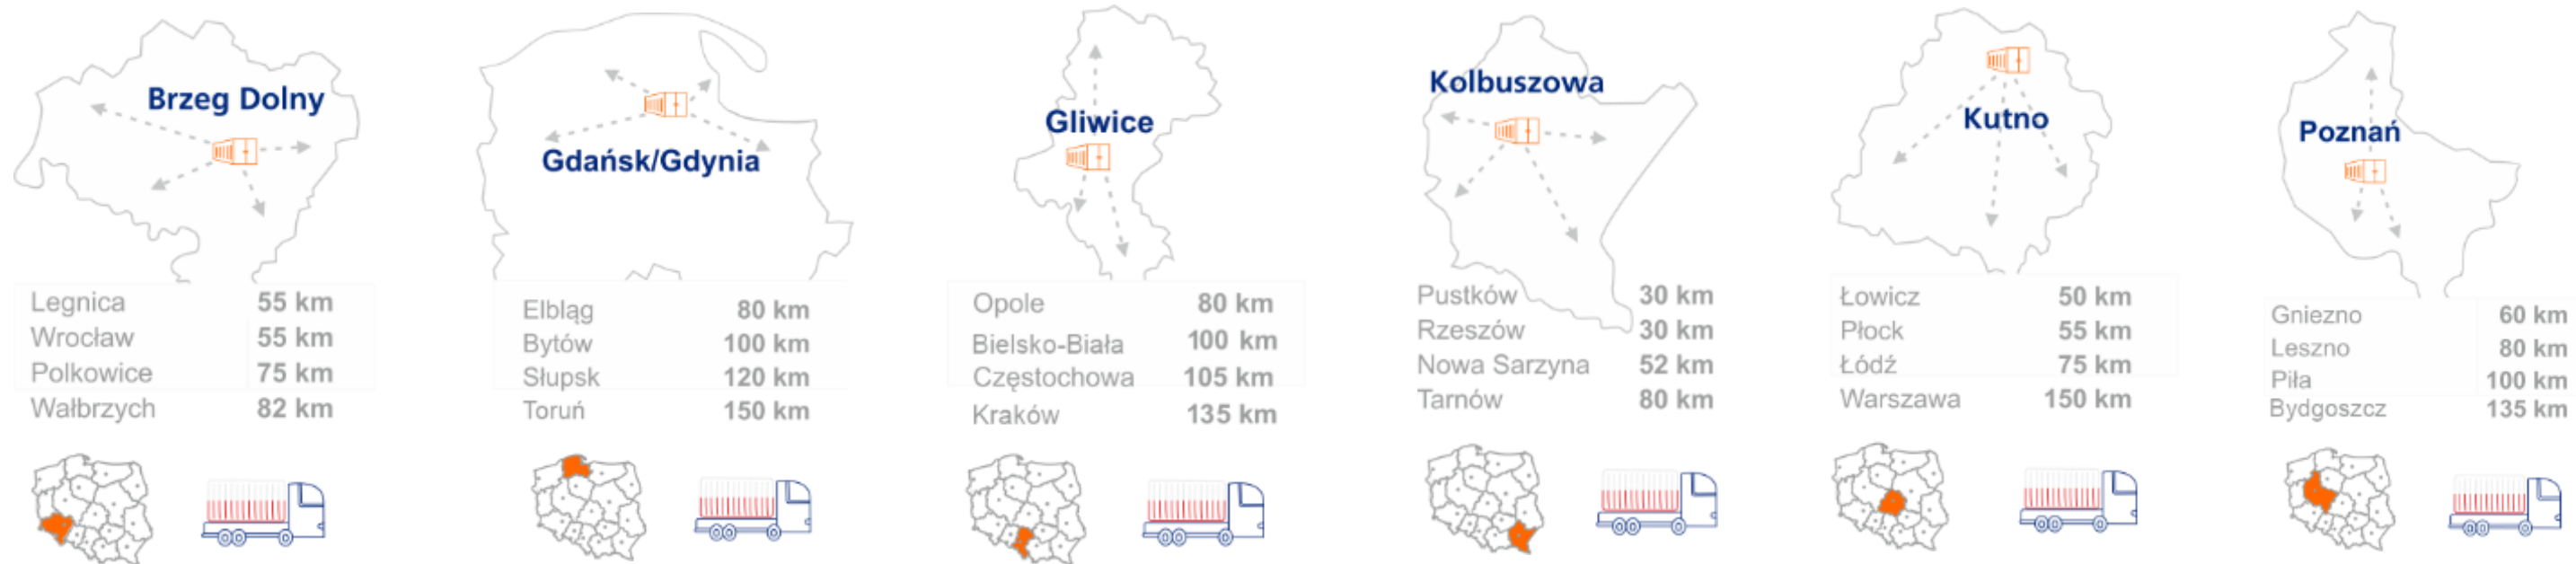 Brzeg Dolny
Legnica 55 km
Wrocław 55 km
Polkowice 75 km
Wałbrzych 82 km
Gdańsk/Gdynia
Elbląg 80 km
Bytów 100 km
Słupsk 120 km
Toruń 150 km
Gliwice
Opole 80 km
Bielsko-Biała 100 km
Częstochowa 105 km
Kraków 135 km
Kolbuszowa
Pustków 30 km
Rzeszów 30 km
Nowa Sarzyna 52 km
Tarnów 80 km
Kutno
Łowicz 50 km
Płock 55 km
Łódź 75 km
Warszawa 150 km
Poznań
Gniezno 60 km
Leszno 80 km
Piła 100 km
Bydgoszcz 135 km